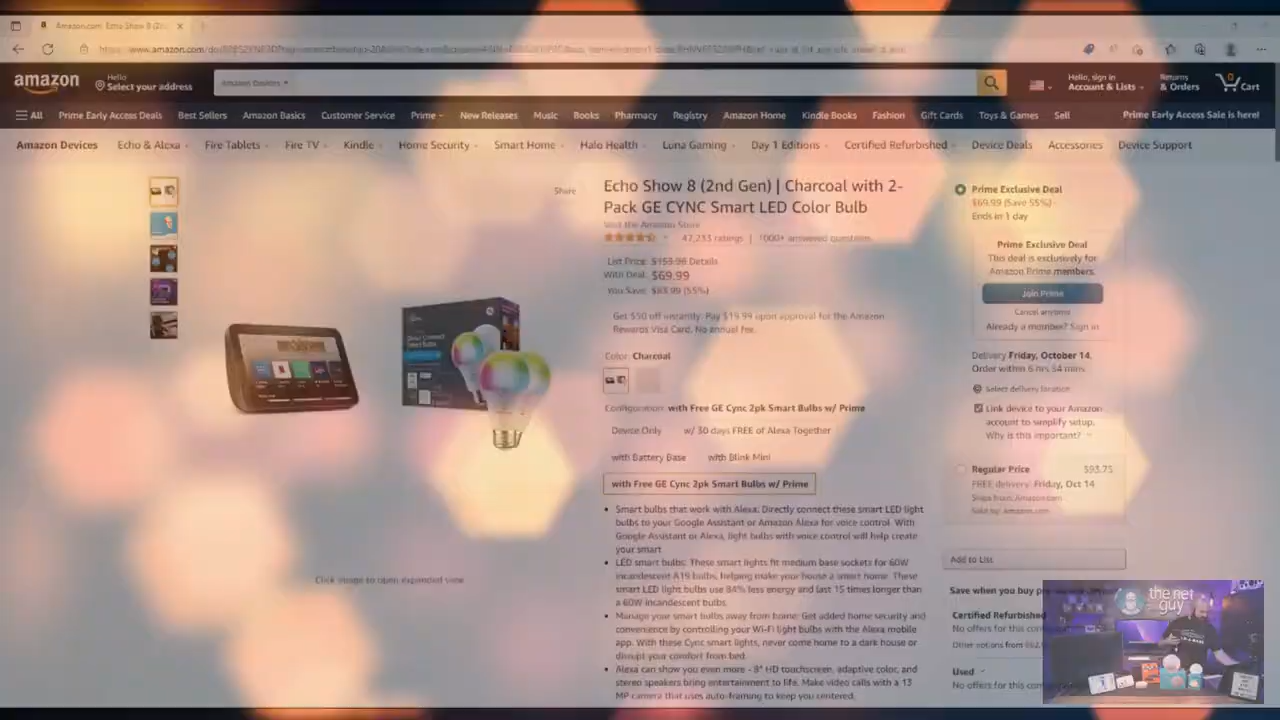 Amazon.com: Echo Show 8 (2n
amazon
Hello
Select your address
Amazon Devices
Hello, sign in
Account & Lists
Returns
& Orders
0
Cart
All
Prime Early Access Deals
Best Sellers
Amazon Basics
Customer Service
Prime
New Releases
Music
Books
Pharmacy
Registry
Amazon Home
Kindle Books
Fashion
Gift Cards
Toys & Games
Sell
Prime Early Access Sale is here!
Amazon Devices
Echo & Alexa
Fire Tablets
Fire TV
Kindle
Home Security
Smart Home
Halo Health
Luna Gaming
Day 1 Editions
Certified Refurbished
Device Deals
Accessories
Device Support
Share
Echo Show 8 (2nd Gen) | Charcoal with 2-
Pack GE CYNC Smart LED Color Bulb
Visit the Amazon Store
47,233 ratings | 1000+ answered questions
List Price: $153.98 Details
With Deal: $69.99
You Save: $83.99 (55%)
Get $50 off instantly: Pay $19.99 upon approval for the Amazon
Rewards Visa Card. No annual fee.
Color: Charcoal
Configuration: with Free GE Cync 2pk Smart Bulbs w/ Prime
Device Only
w/ 30 days FREE of Alexa Together
with Battery Base
with Blink Mini
with Free GE Cync 2pk Smart Bulbs w/ Prime
Smart bulbs that work with Alexa: Directly connect these smart LED light
bulbs to your Google Assistant or Amazon Alexa for voice control. With
Google Assistant or Alexa, light bulbs with voice control will help create
your smart
LED smart bulbs: These smart lights fit medium base sockets for 60W
incandescent A19 bulbs, helping make your house a smart home. These
smart LED light bulbs use 84% less energy and last 15 times longer than
a 60W incandescent bulbs.
Manage your smart bulbs away from home: Get added home security and
convenience by controlling your Wi-Fi light bulbs with the Alexa mobile
app. With these Cync smart lights, never come home to a dark house or
disrupt your comfort from bed.
Alexa can show you even more - 8" HD touchscreen, adaptive color, and
stereo speakers bring entertainment to life. Make video calls with a 13
MP camera that uses auto-framing to keep you centered.
Click image to open expanded view
Prime Exclusive Deal
$69.99 (Save 55%)
Ends in 1 day
Prime Exclusive Deal
This deal is exclusively for
Amazon Prime members.
Join Prime
Cancel anytime
Already a member? Sign in
Delivery Friday, October 14.
Order within 6 hrs 54 mins
Select delivery location
Link device to your Amazon
account to simplify setup.
Why is this important?
Regular Price
$93.75
FREE delivery: Friday, Oct 14
Ships from: Amazon.com
Sold by: Amazon.com
Add to List
Save when you buy pre
Certified Refurbished
No offers for this con
Used
No offers for this con
the net
guy